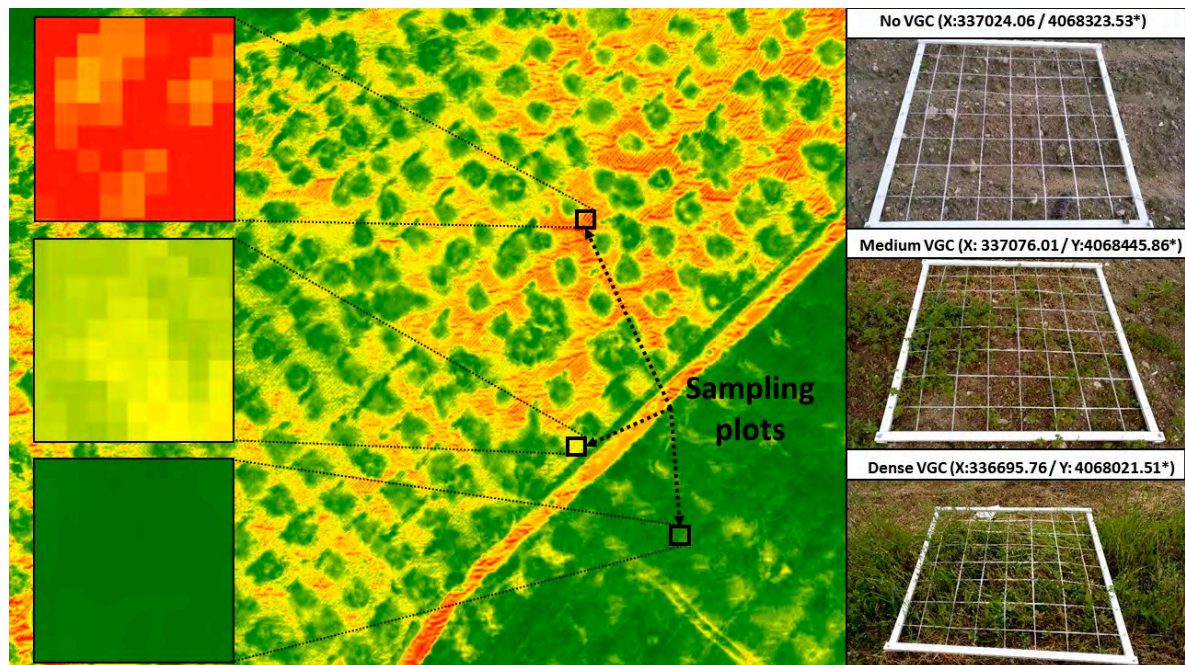 No VGC (X:337024.06 / 4068323.53*)
Medium VGC (X: 337076.01 / Y:4068445.86*)
Sampling
plots
Dense VGC (X:336695.76 / Y: 4068021.51*)